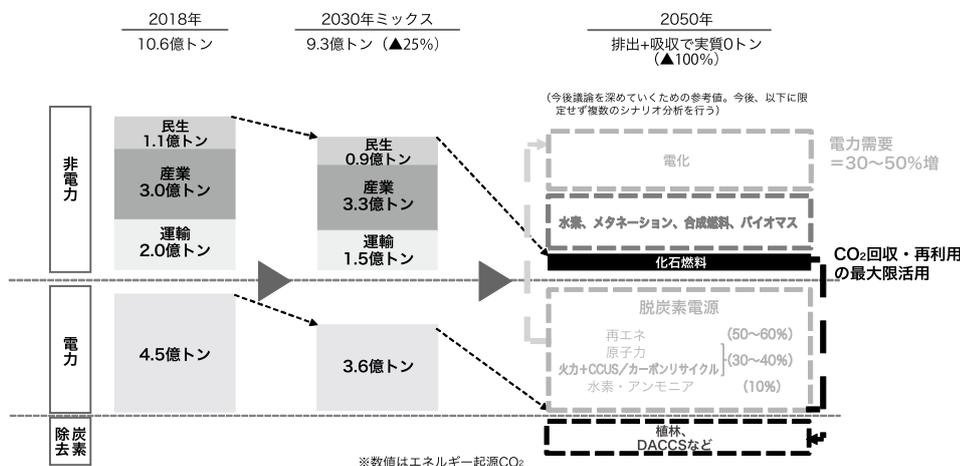 2018年
10.6億トン
2030年ミックス
9.3億トン（▲25%）
2050年
排出+吸収で実質0トン
（▲100%）
（今後議論を深めていくための参考値。今後、以下に限
定せず複数のシナリオ分析を行う）
非電力
民生
1.1億トン
産業
3.0億トン
運輸
2.0億トン
民生
0.9億トン
産業
3.3億トン
運輸
1.5億トン
電化
電力需要
＝30〜50%増
水素、メタネーション、合成燃料、バイオマス
化石燃料
CO₂回収・再利用
の最大限活用
電力
4.5億トン
3.6億トン
脱炭素電源
再エネ （50〜60%）
原子力
火力+CCUS／カーボンリサイクル （30〜40%）
水素・アンモニア （10%）
炭素除去
植林、
DACCSなど
※数値はエネルギー起源CO₂